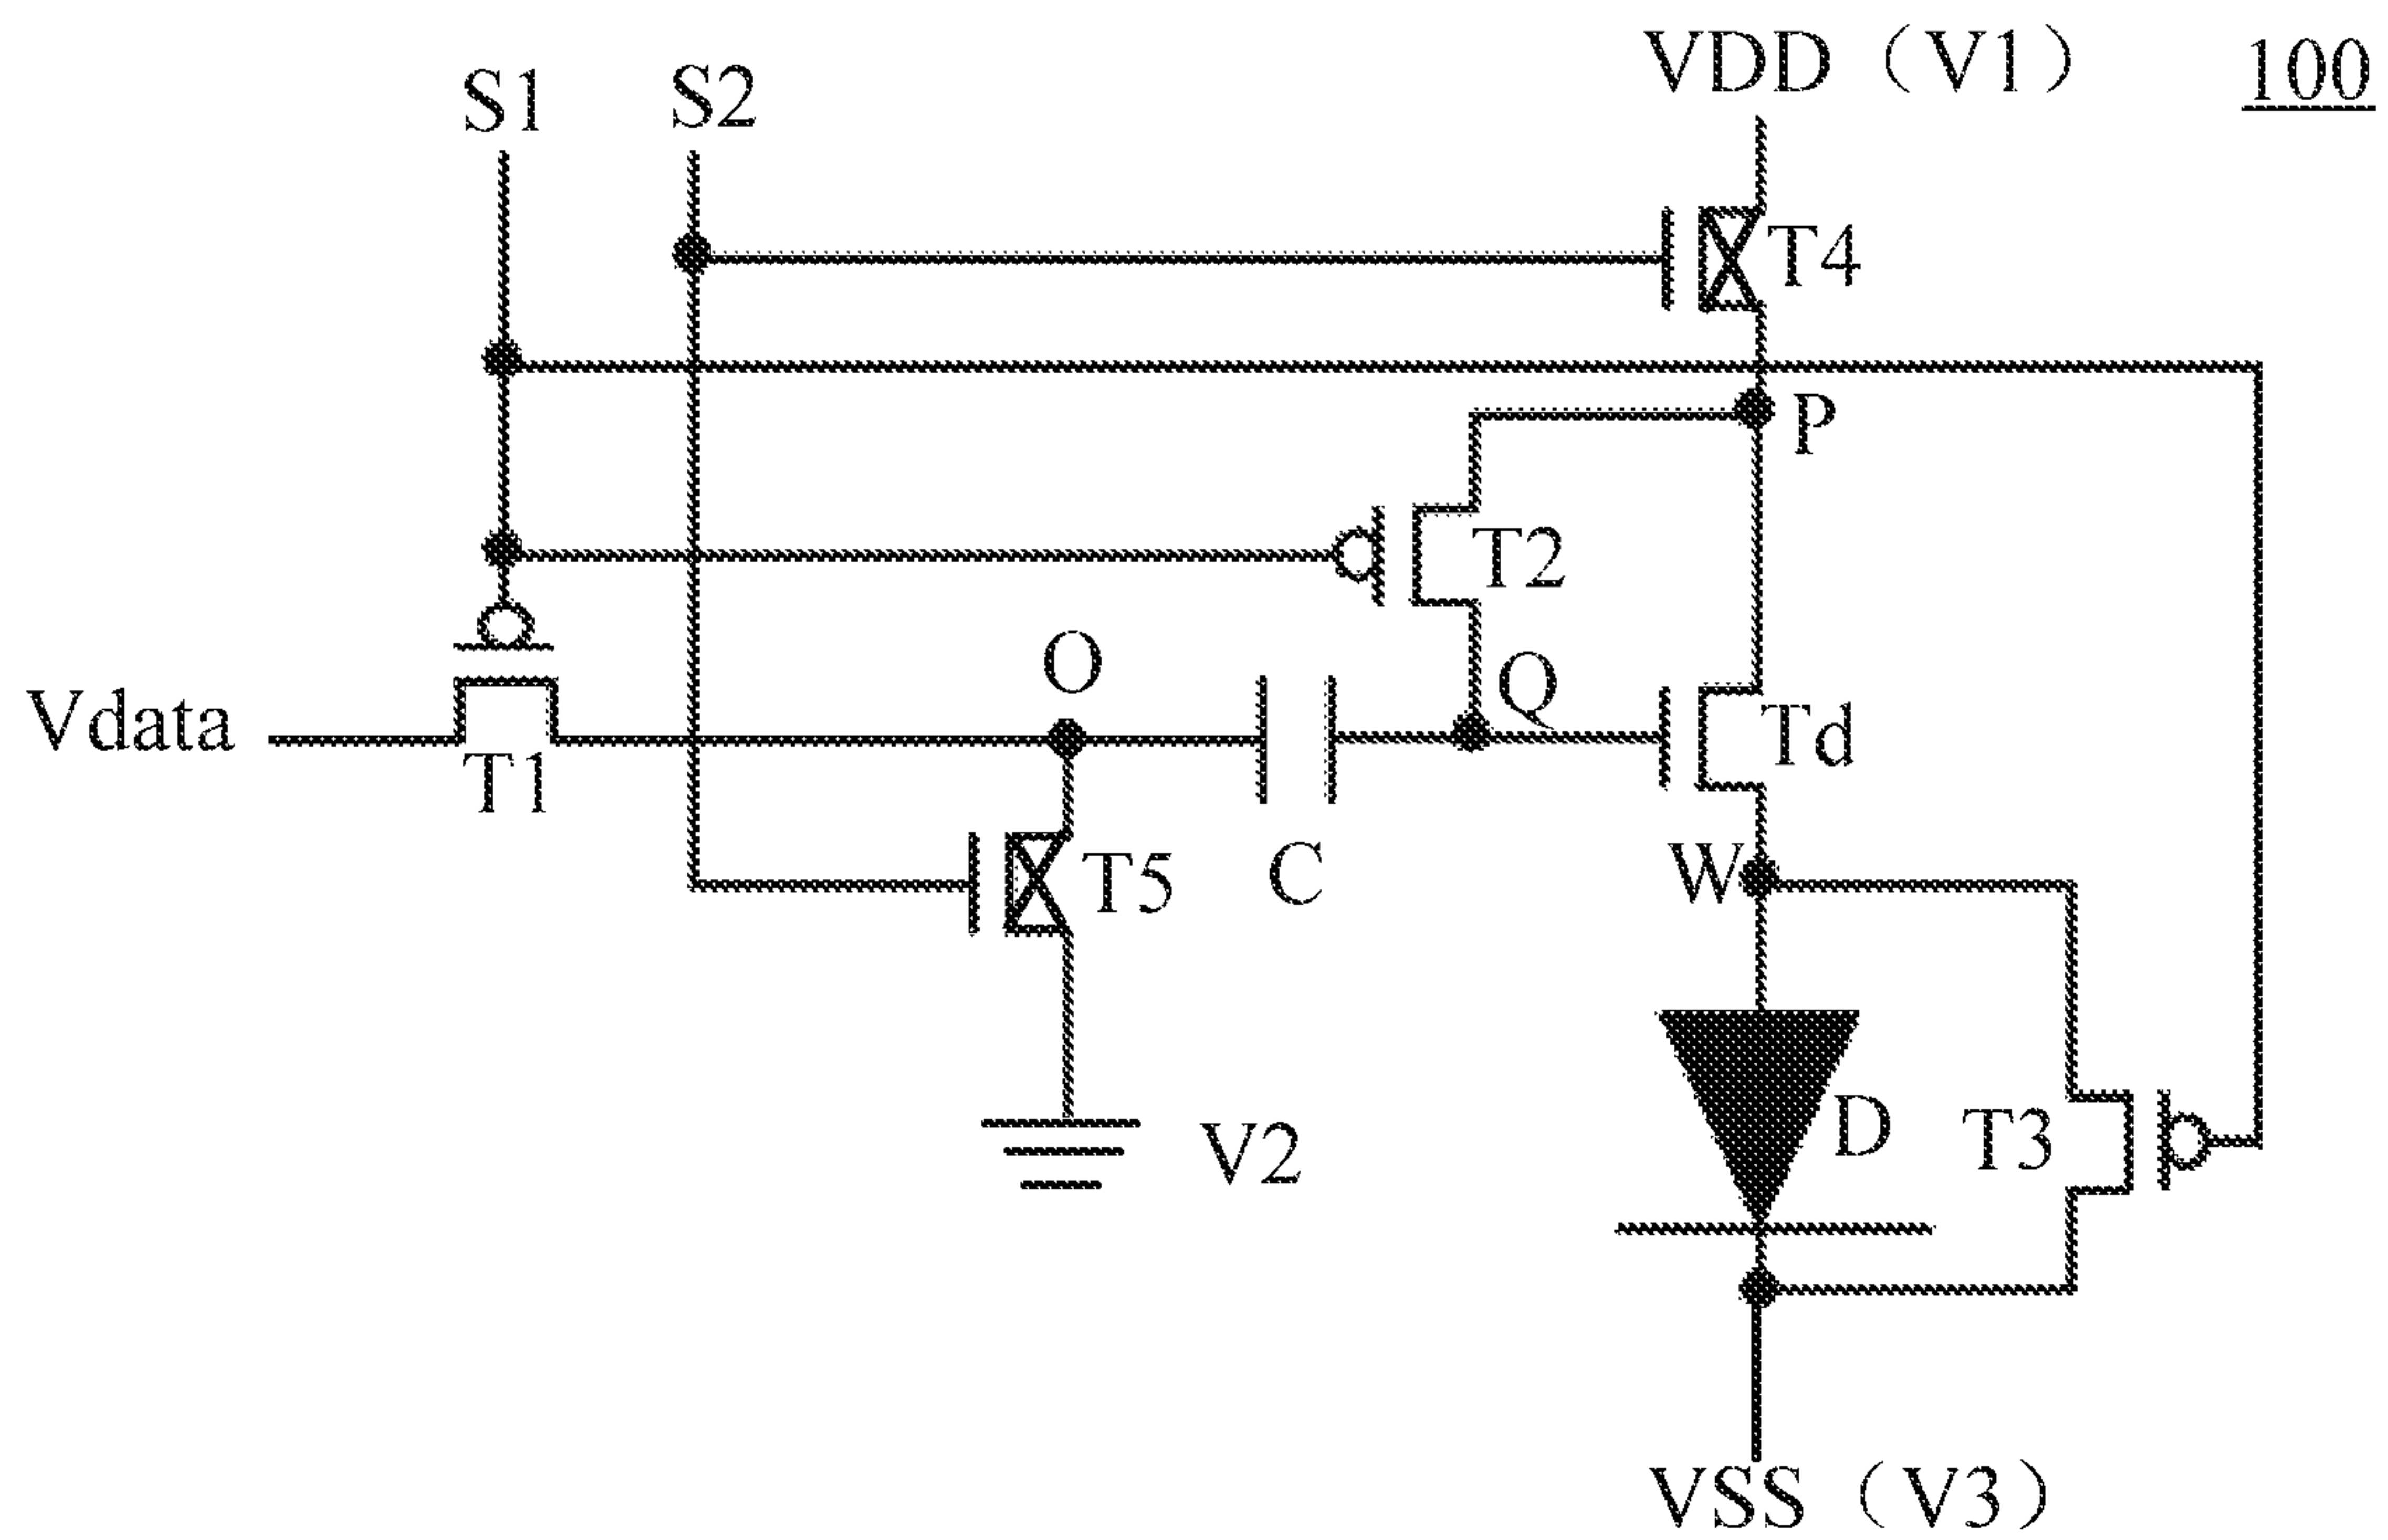 VDD（V1）
100
S1
S2
T4
P
T2
O
Q
Vdata
Td
T1
W
T5
C
D
T3
V2
VSS（V3）